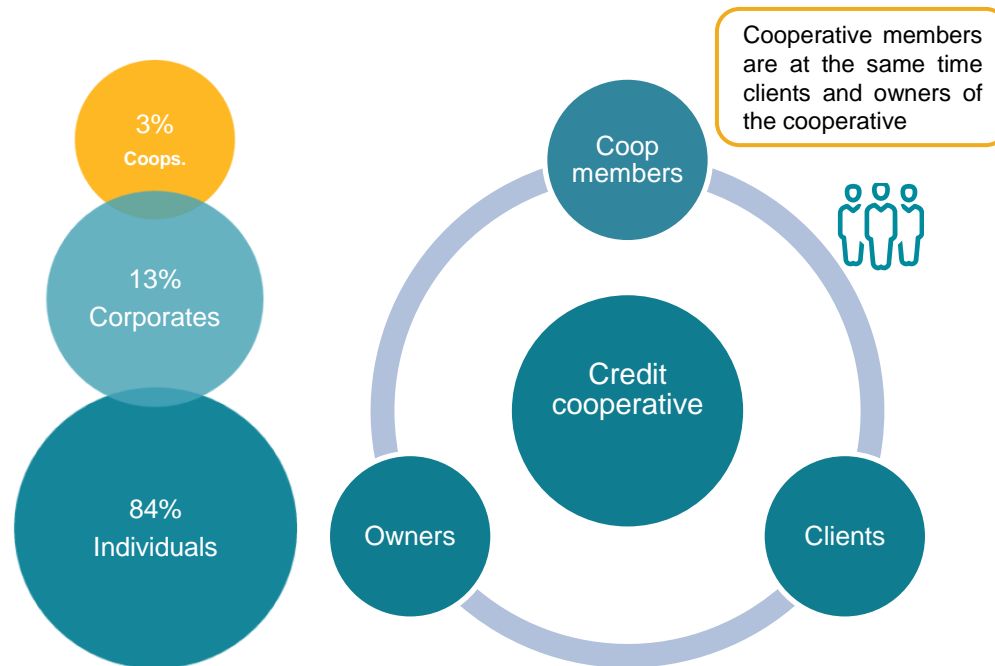 3%
Coops.
13%
Corporates
84%
Individuals
Cooperative members
are at the same time
clients and owners of
the cooperative
Coop
members
Credit
cooperative
Owners
Clients